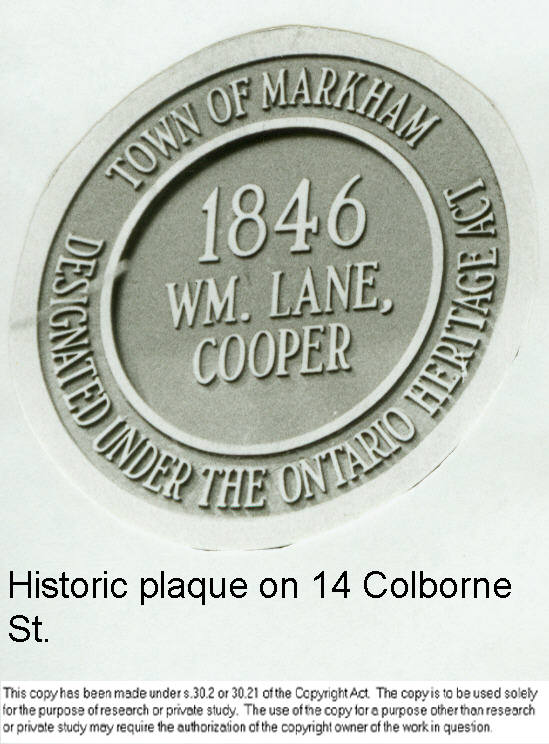 TOWN OF MARKHAM
1846
WM. LANE,
COOPER
DESIGNATED UNDER THE ONTARIO HERITAGE ACT
Historic plaque on 14 Colborne
St.
This copy has been made under s.30.2 or 30.21 of the Copyright Act. The copy is to be used solely
for the purpose of research or private study. The use of the copy for a purpose other than research
or private study may require the authorization of the copyright owner of the work in question.